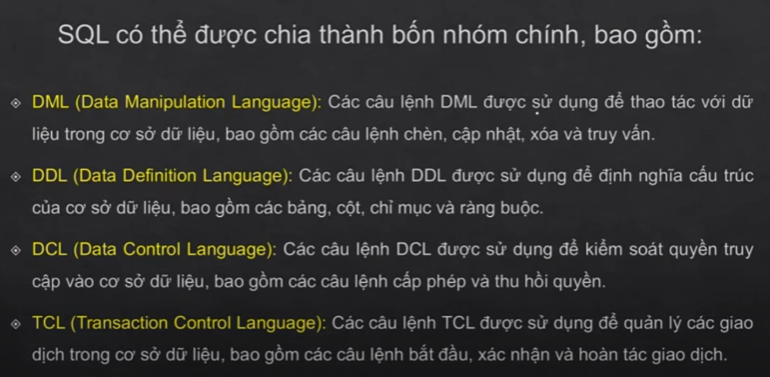 SQL có thể được chia thành bốn nhóm chính, bao gồm:
DML (Data Manipulation Language): Các câu lệnh DML được sử dụng để thao tác với dữ
liệu trong cơ sở dữ liệu, bao gồm các câu lệnh chèn, cập nhật, xóa và truy vấn.
DDL (Data Definition Language): Các câu lệnh DDL được sử dụng để định nghĩa cấu trúc
của cơ sở dữ liệu, bao gồm các bảng, cột, chỉ mục và ràng buộc.
DCL (Data Control Language): Các câu lệnh DCL được sử dụng để kiểm soát quyền truy
cập vào cơ sở dữ liệu, bao gồm các câu lệnh cấp phép và thu hồi quyền.
TCL (Transaction Control Language): Các câu lệnh TCL được sử dụng để quản lý các giao
dịch trong cơ sở dữ liệu, bao gồm các câu lệnh bắt đầu, xác nhận và hoàn tác giao dịch.